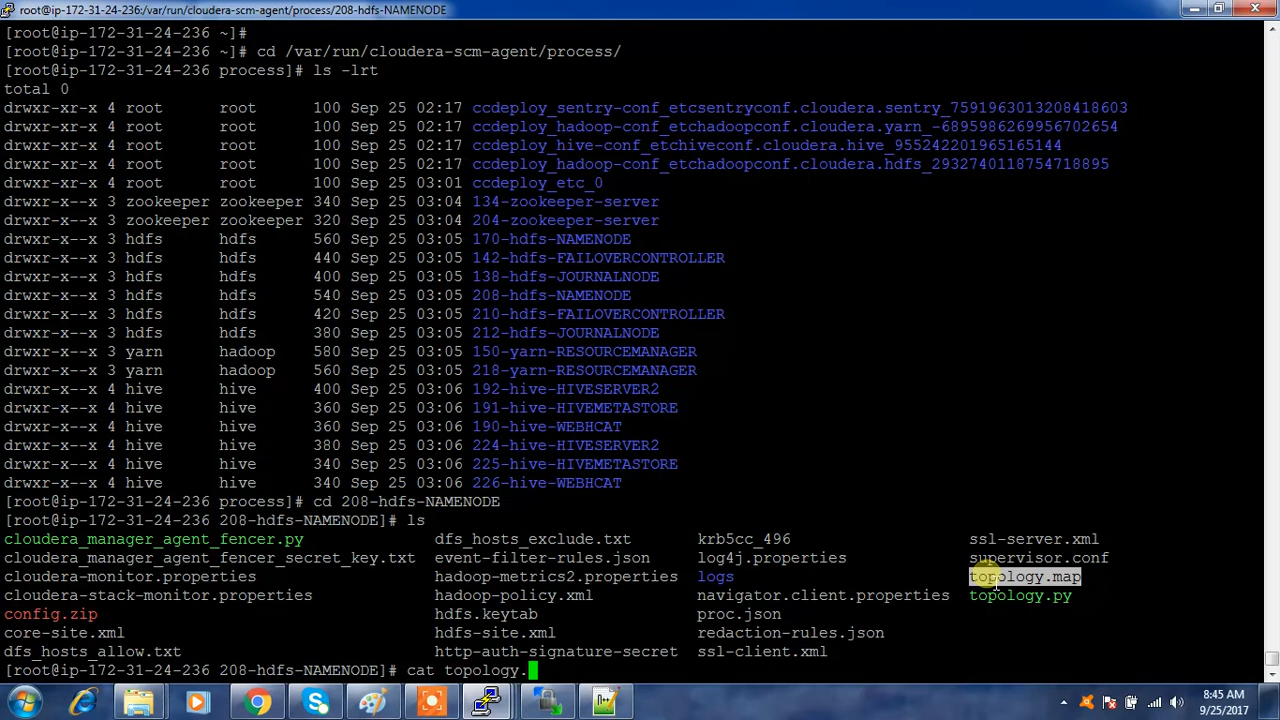 root@ip-172-31-24-236:/var/run/cloudera-scm-agent/process/208-hdfs-NAMENODE
[root@ip-172-31-24-236 ~]#
[root@ip-172-31-24-236 ~]# cd /var/run/cloudera-scm-agent/process/
[root@ip-172-31-24-236 process]# ls -lrt
total 0
drwxr-xr-x 4 root root 100 Sep 25 02:17 ccdeploy_sentry-conf_etcsentryconf.cloudera.sentry_7591963013208418603
drwxr-xr-x 4 root root 100 Sep 25 02:17 ccdeploy_hadoop-conf_etchadoopconf.cloudera.yarn_-6895986269956702654
drwxr-xr-x 4 root root 100 Sep 25 02:17 ccdeploy_hive-conf_etchiveconf.cloudera.hive_955242201965165144
drwxr-xr-x 4 root root 100 Sep 25 02:17 ccdeploy_hadoop-conf_etchadoopconf.cloudera.hdfs_2932740118754718895
drwxr-xr-x 4 root root 100 Sep 25 03:01 ccdeploy_etc_0
drwxr-x--x 3 zookeeper zookeeper 340 Sep 25 03:04 134-zookeeper-server
drwxr-x--x 3 zookeeper zookeeper 320 Sep 25 03:04 204-zookeeper-server
drwxr-x--x 3 hdfs hdfs 560 Sep 25 03:05 170-hdfs-NAMENODE
drwxr-x--x 3 hdfs hdfs 440 Sep 25 03:05 142-hdfs-FAILOVERCONTROLLER
drwxr-x--x 3 hdfs hdfs 400 Sep 25 03:05 138-hdfs-JOURNALNODE
drwxr-x--x 3 hdfs hdfs 540 Sep 25 03:05 208-hdfs-NAMENODE
drwxr-x--x 3 hdfs hdfs 420 Sep 25 03:05 210-hdfs-FAILOVERCONTROLLER
drwxr-x--x 3 hdfs hdfs 380 Sep 25 03:05 212-hdfs-JOURNALNODE
drwxr-x--x 3 yarn hadoop 580 Sep 25 03:05 150-yarn-RESOURCEMANAGER
drwxr-x--x 3 yarn hadoop 560 Sep 25 03:05 218-yarn-RESOURCEMANAGER
drwxr-x--x 4 hive hive 400 Sep 25 03:06 192-hive-HIVESERVER2
drwxr-x--x 4 hive hive 360 Sep 25 03:06 191-hive-HIVEMETASTORE
drwxr-x--x 4 hive hive 360 Sep 25 03:06 190-hive-WEBHCAT
drwxr-x--x 4 hive hive 380 Sep 25 03:06 224-hive-HIVESERVER2
drwxr-x--x 4 hive hive 340 Sep 25 03:06 225-hive-HIVEMETASTORE
drwxr-x--x 4 hive hive 340 Sep 25 03:06 226-hive-WEBHCAT
[root@ip-172-31-24-236 process]# cd 208-hdfs-NAMENODE
[root@ip-172-31-24-236 208-hdfs-NAMENODE]# ls
cloudera_manager_agent_fencer.py dfs_hosts_exclude.txt krb5cc_496 ssl-server.xml
cloudera_manager_agent_fencer_secret_key.txt event-filter-rules.json log4j.properties supervisor.conf
cloudera-monitor.properties hadoop-metrics2.properties logs topology.map
cloudera-stack-monitor.properties hadoop-policy.xml navigator.client.properties topology.py
config.zip hdfs.keytab proc.json
core-site.xml hdfs-site.xml redaction-rules.json
dfs_hosts_allow.txt http-auth-signature-secret ssl-client.xml
[root@ip-172-31-24-236 208-hdfs-NAMENODE]# cat topology.
8:45 AM
9/25/2017